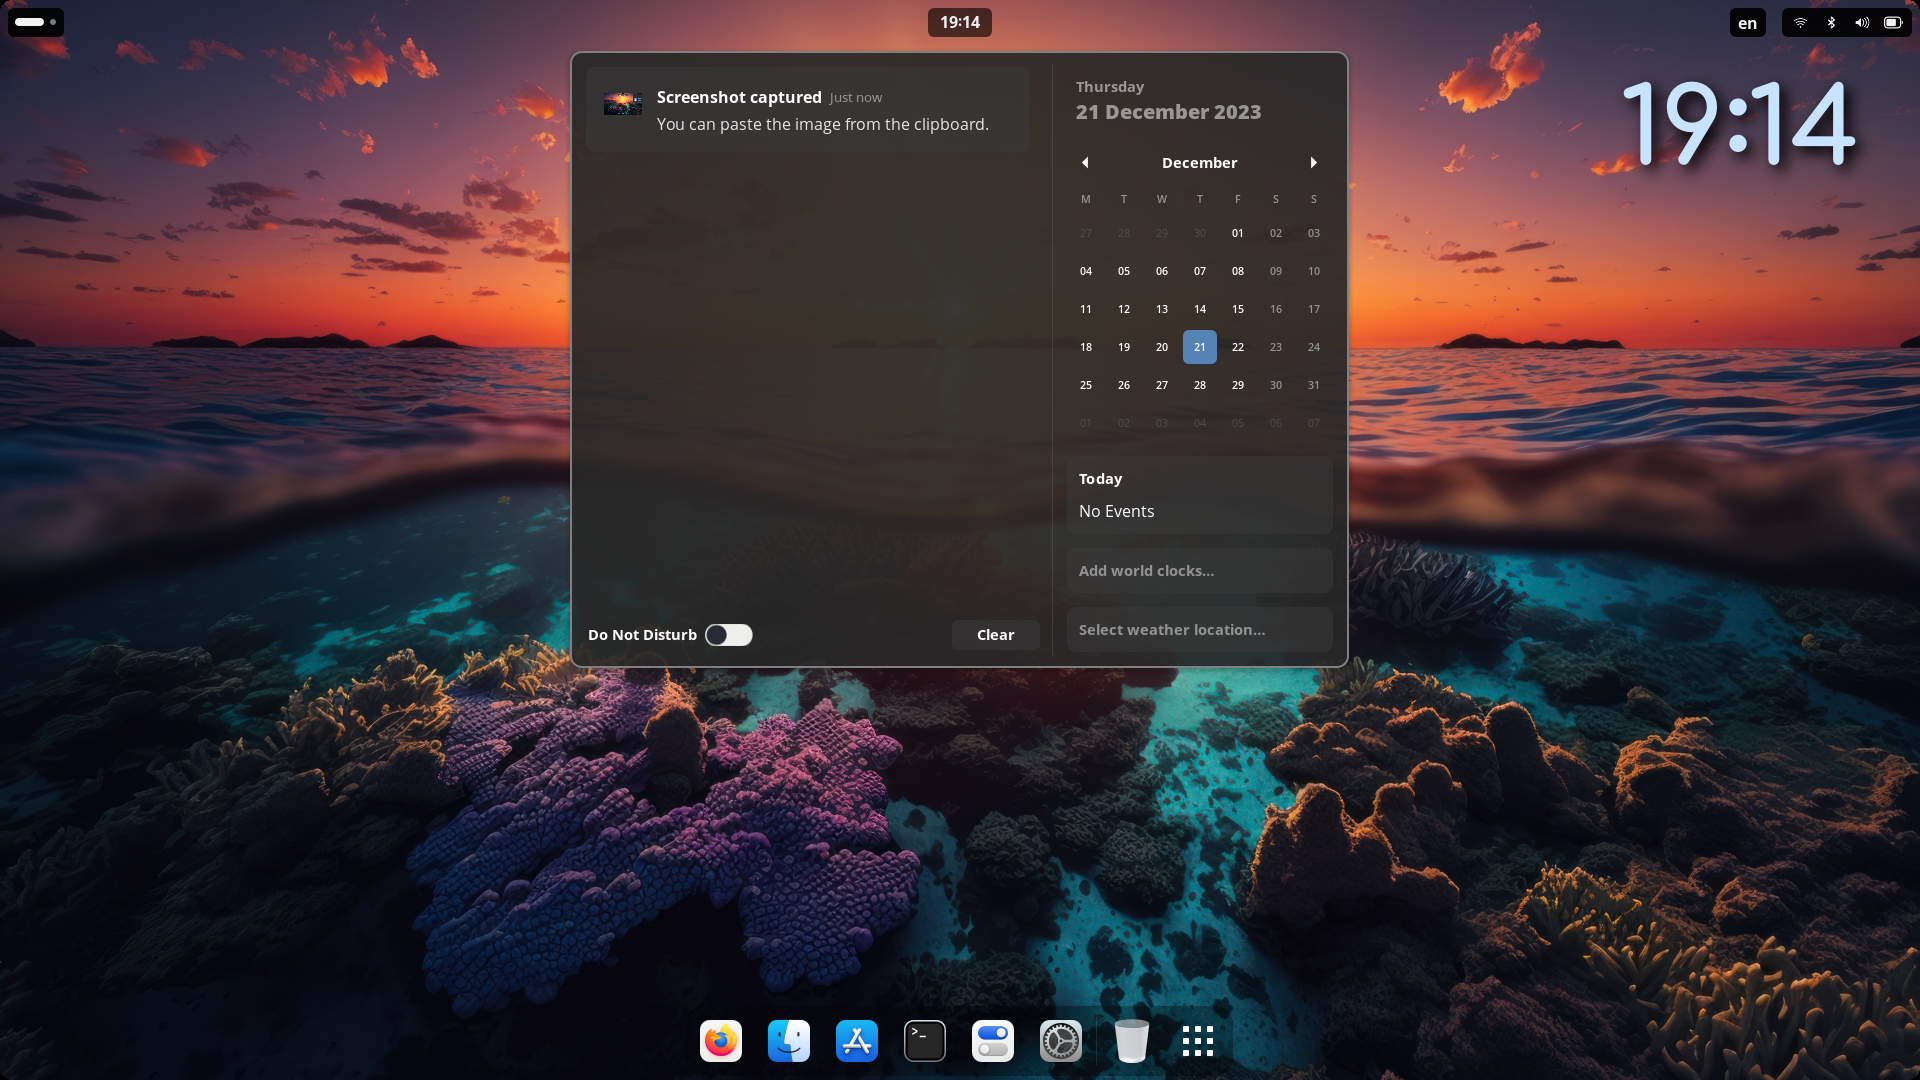 19:14
en
19:14
Screenshot captured Just now
You can paste the image from the clipboard.
Do Not Disturb
Clear
Thursday
21 December 2023
December
M T W T F S S
27 28 29 30 01 02 03
04 05 06 07 08 09 10
11 12 13 14 15 16 17
18 19 20 21 22 23 24
25 26 27 28 29 30 31
01 02 03 04 05 06 07
Today
No Events
Add world clocks...
Select weather location...
>_